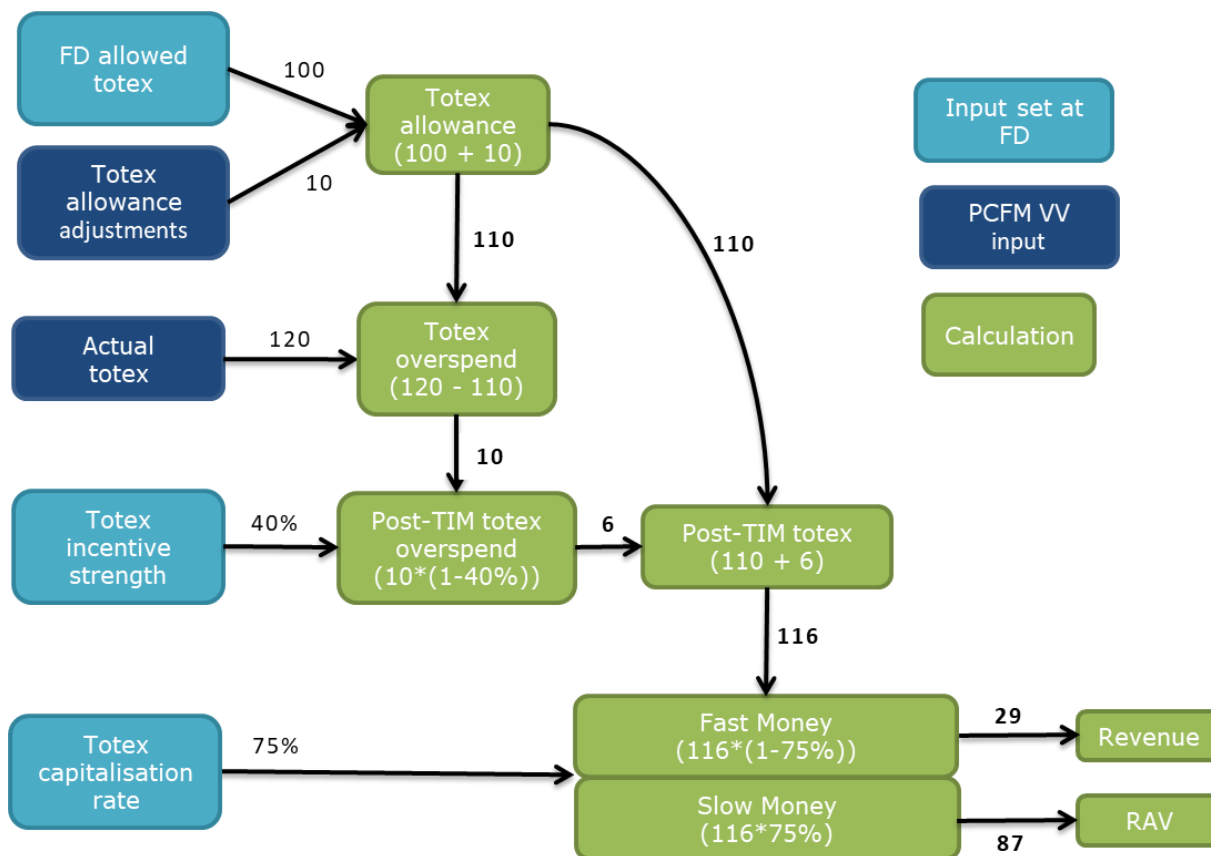 FD allowed
totex
100
Totex
allowance
(100 + 10)
Input set at
FD
Totex
allowance
adjustments
10
PCFM VV
input
110
110
Actual
totex
120
Totex
overspend
(120 - 110)
Calculation
10
Totex
incentive
strength
40%
Post-TIM totex
overspend
(10*(1-40%))
6
Post-TIM totex
(110 + 6)
116
Totex
capitalisation
rate
75%
Fast Money
(116*(1-75%))
29
Revenue
Slow Money
(116*75%)
87
RAV